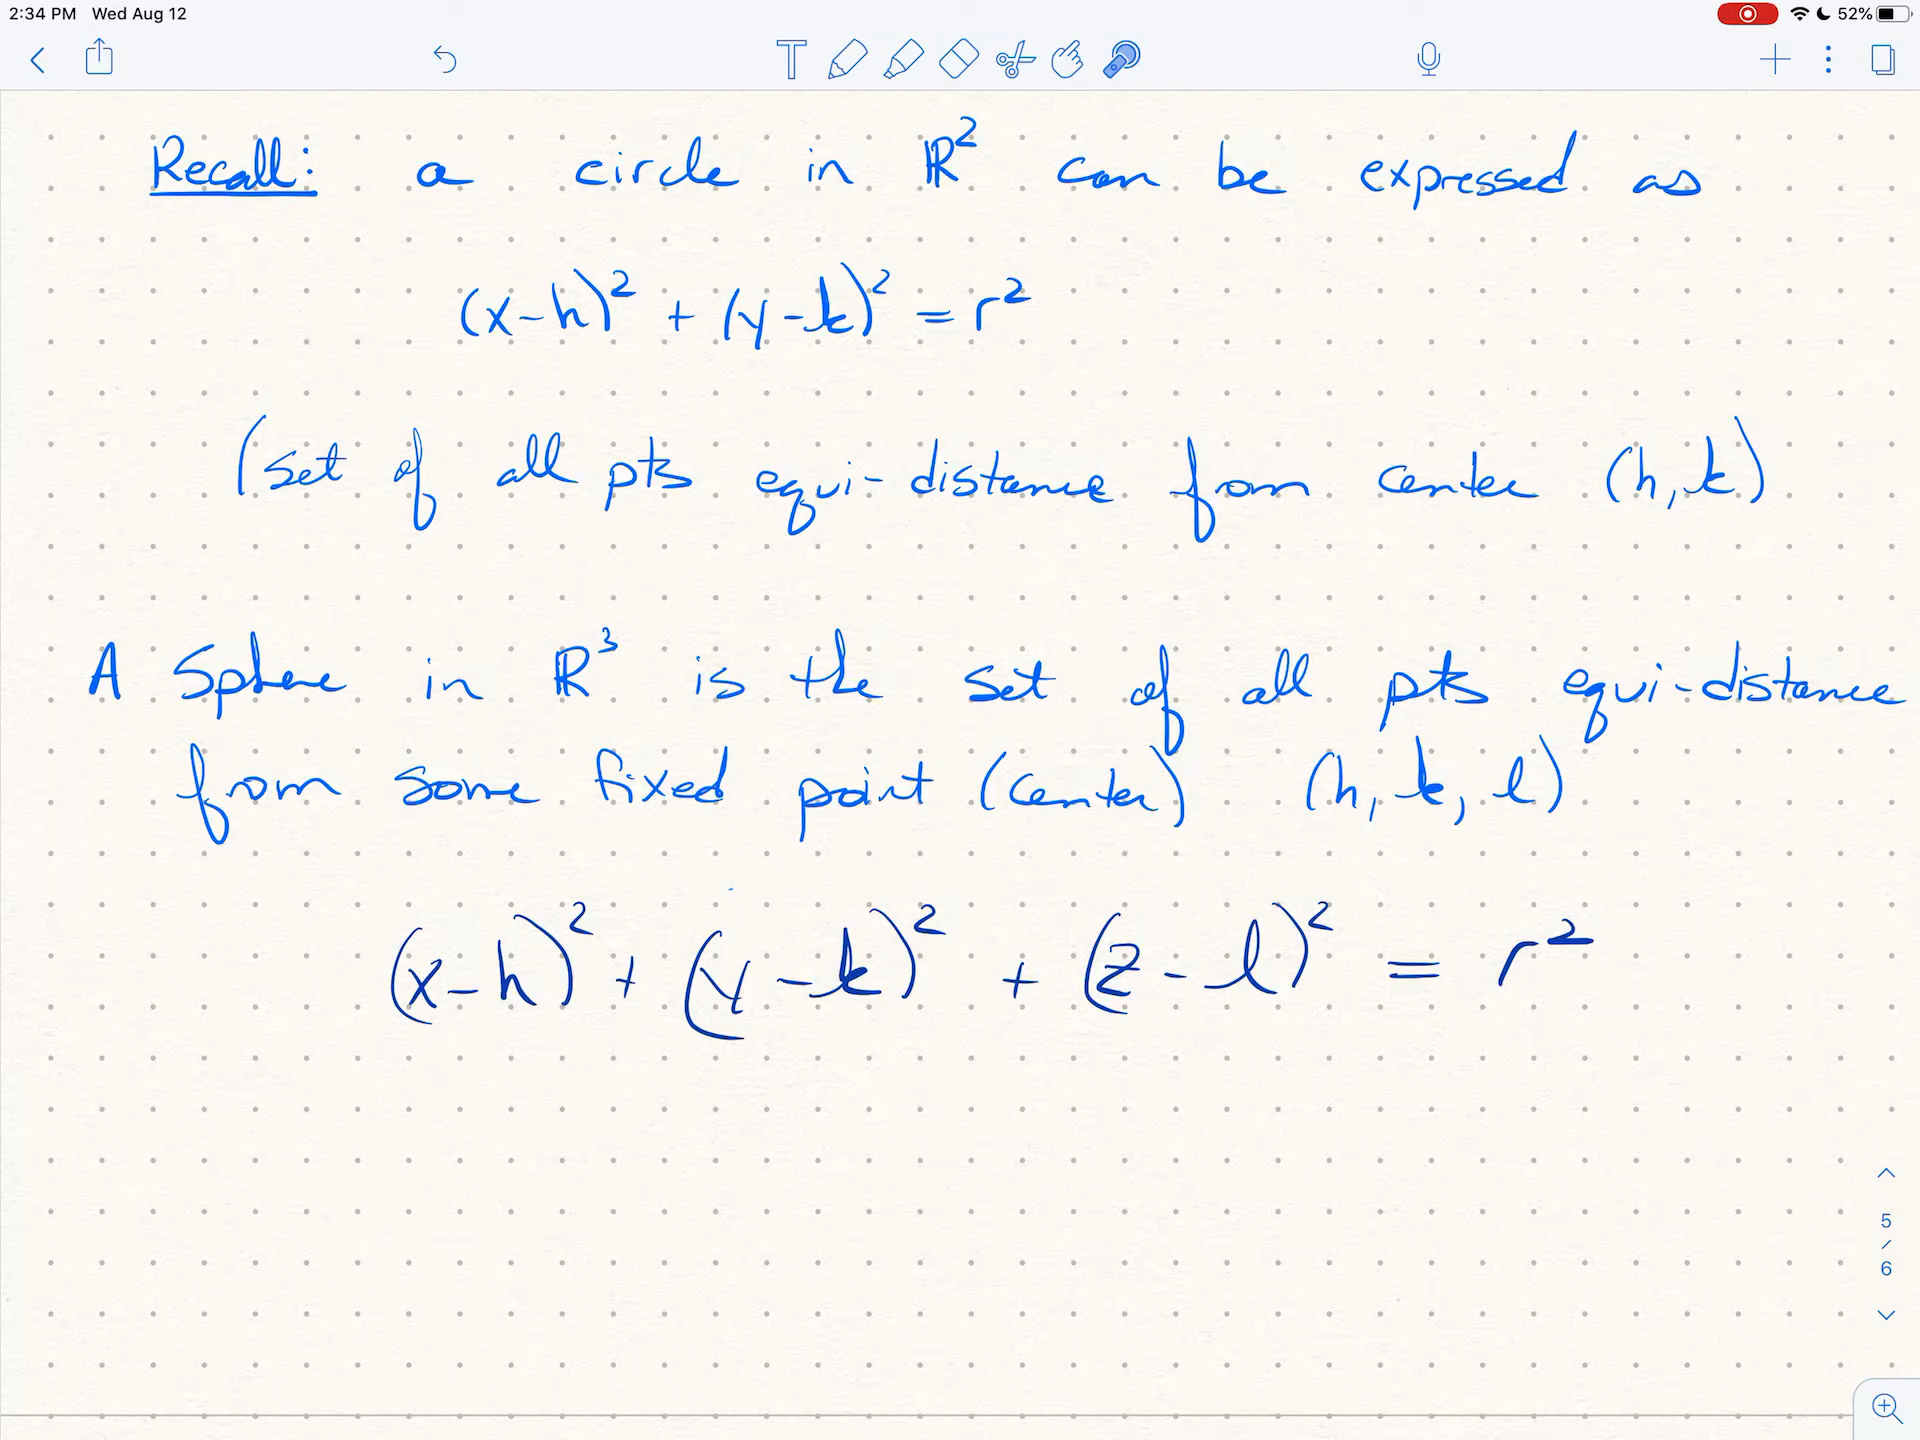 2:34 PM Wed Aug 12 52%
Recall: a circle in ℝ² can be expressed as
(x-h)² + (y-k)² = r²
(set of all pts equi-distance from center (h,k)
A Sphere in ℝ³ is the set of all pts equi-distance
from some fixed point (center) (h, k, l)
(x-h)² + (y-k)² + (z-l)² = r²
5
/
6